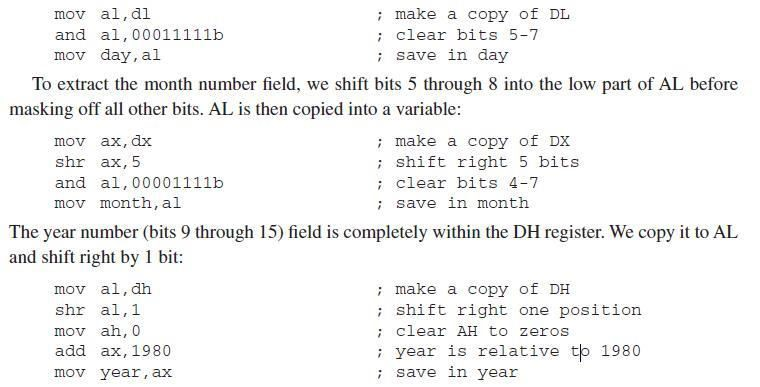 mov al,dl ; make a copy of DL
and al,00011111b ; clear bits 5-7
mov day,al ; save in day
To extract the month number field, we shift bits 5 through 8 into the low part of AL before
masking off all other bits. AL is then copied into a variable:
mov ax,dx ; make a copy of DX
shr ax,5 ; shift right 5 bits
and al,00001111b ; clear bits 4-7
mov month,al ; save in month
The year number (bits 9 through 15) field is completely within the DH register. We copy it to AL
and shift right by 1 bit:
mov al,dh ; make a copy of DH
shr al,1 ; shift right one position
mov ah,0 ; clear AH to zeros
add ax,1980 ; year is relative to 1980
mov year,ax ; save in year